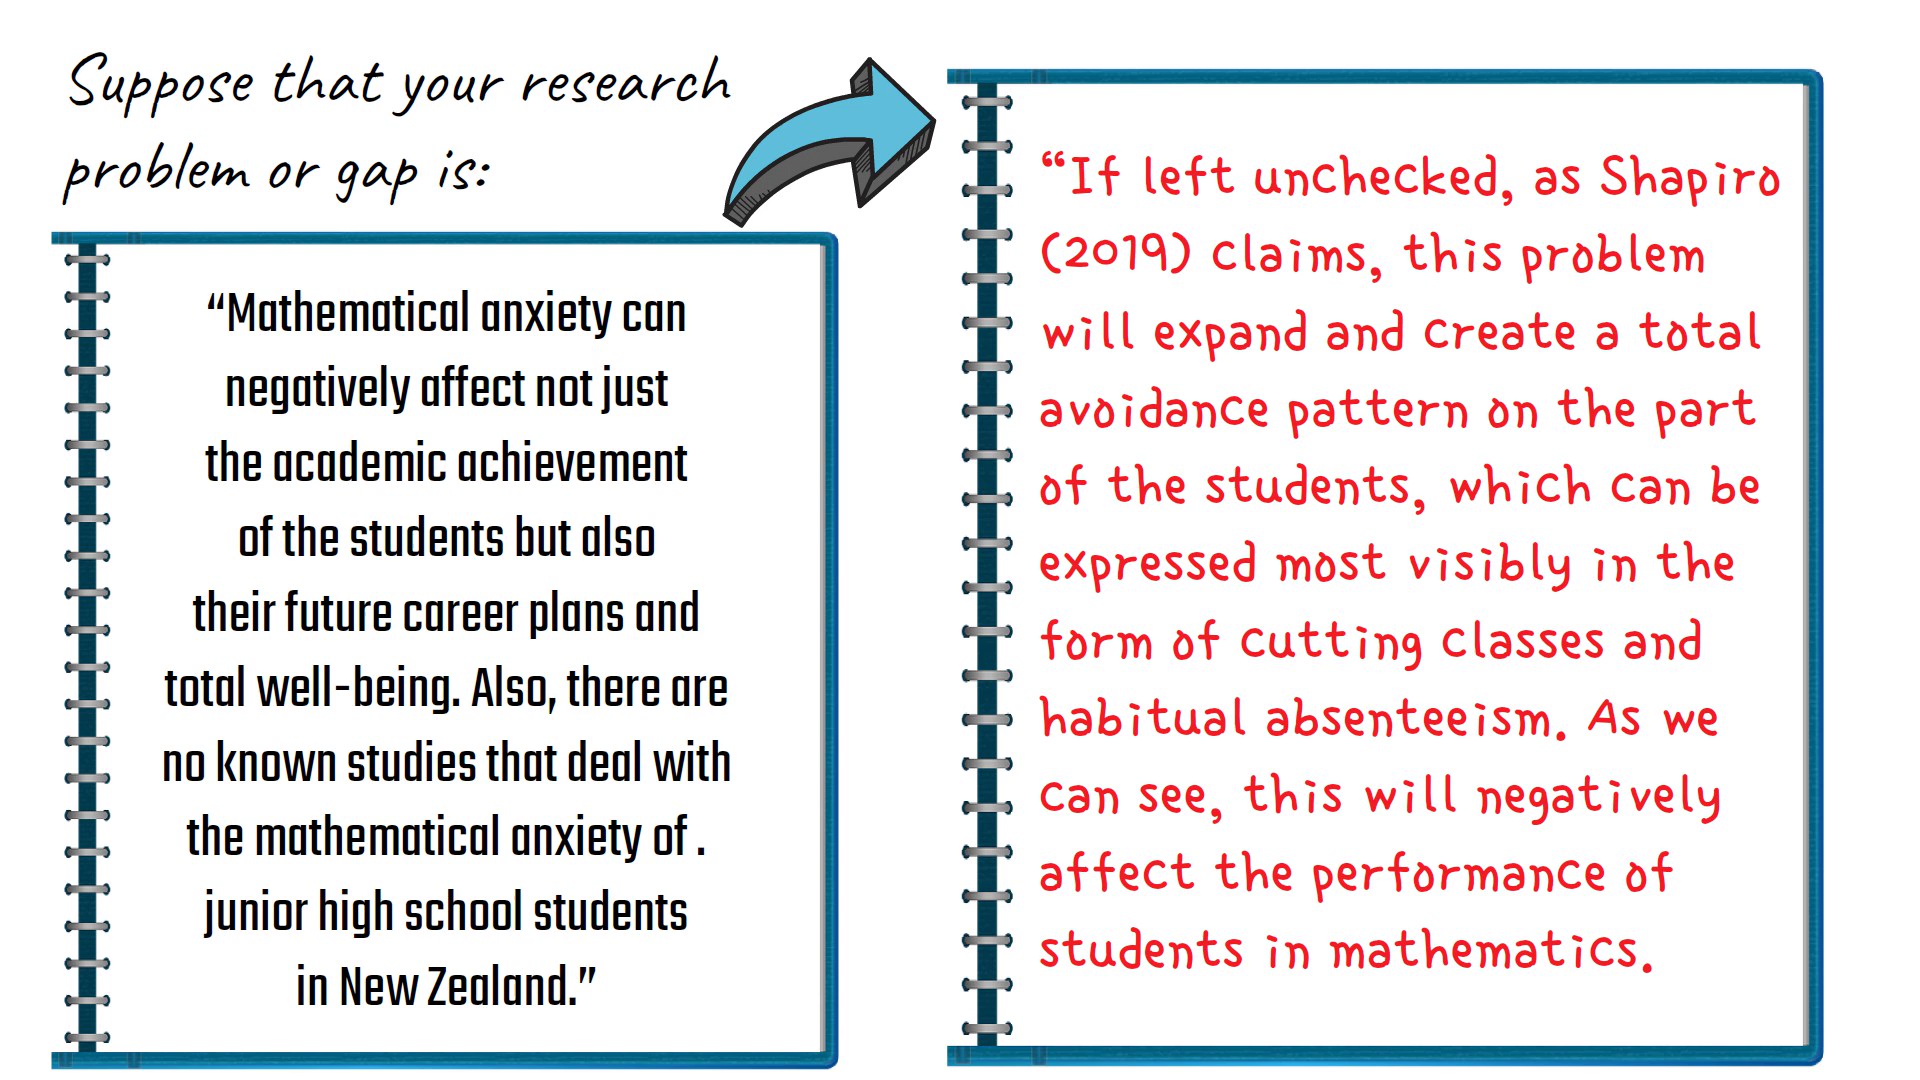 Suppose that your research
problem or gap is:
“Mathematical anxiety can
negatively affect not just
the academic achievement
of the students but also
their future career plans and
total well-being. Also, there are
no known studies that deal with
the mathematical anxiety of .
junior high school students
in New Zealand.”
“If left unchecked, as Shapiro
(2019) claims, this problem
will expand and create a total
avoidance pattern on the part
of the students, which can be
expressed most visibly in the
form of cutting classes and
habitual absenteeism. As we
can see, this will negatively
affect the performance of
students in mathematics.